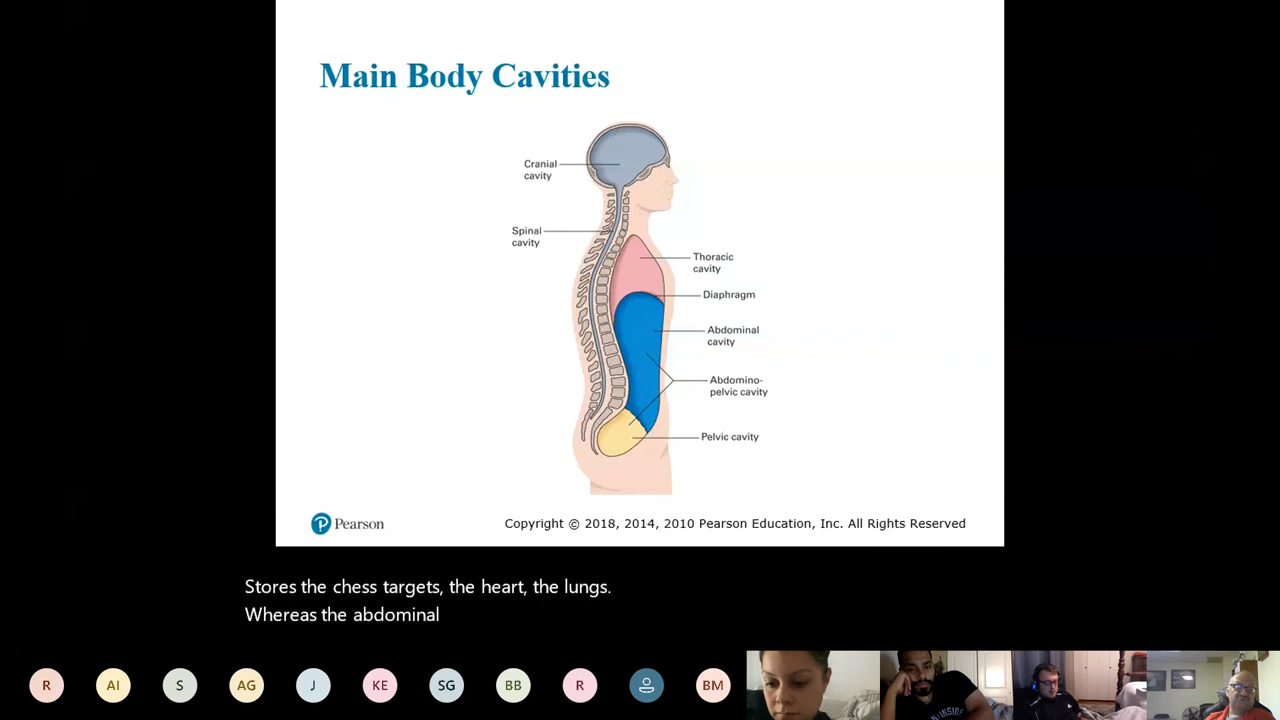 Main Body Cavities
Cranial
cavity
Spinal
cavity
Thoracic
cavity
Diaphragm
Abdominal
cavity
Abdomino-
pelvic cavity
Pelvic cavity
Pearson
Copyright © 2018, 2014, 2010 Pearson Education, Inc. All Rights Reserved
Stores the chess targets, the heart, the lungs.
Whereas the abdominal
R AI S AG J KE SG BB R BM